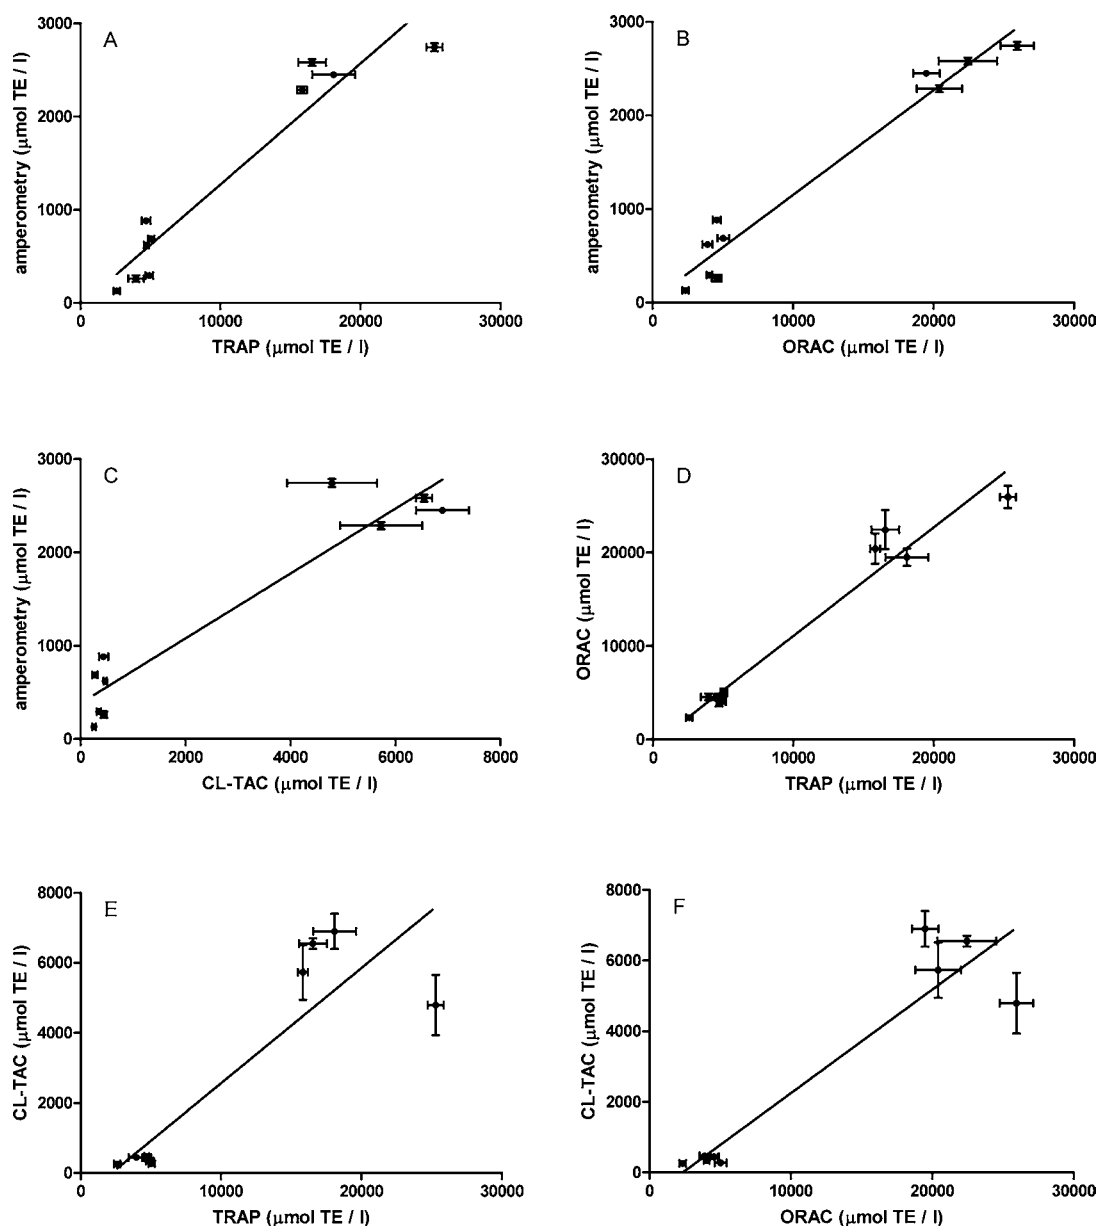 A
3000
2000
1000
0
amperometry (μmol TE / l)
0 10000 20000 30000
TRAP (μmol TE / l)
B
3000
2000
1000
0
amperometry (μmol TE / l)
0 10000 20000 30000
ORAC (μmol TE / l)
C
3000
2000
1000
0
amperometry (μmol TE / l)
0 2000 4000 6000 8000
CL-TAC (μmol TE / l)
D
30000
20000
10000
0
ORAC (μmol TE / l)
0 10000 20000 30000
TRAP (μmol TE / l)
E
8000
6000
4000
2000
0
CL-TAC (μmol TE / l)
0 10000 20000 30000
TRAP (μmol TE / l)
F
8000
6000
4000
2000
0
CL-TAC (μmol TE / l)
0 10000 20000 30000
ORAC (μmol TE / l)